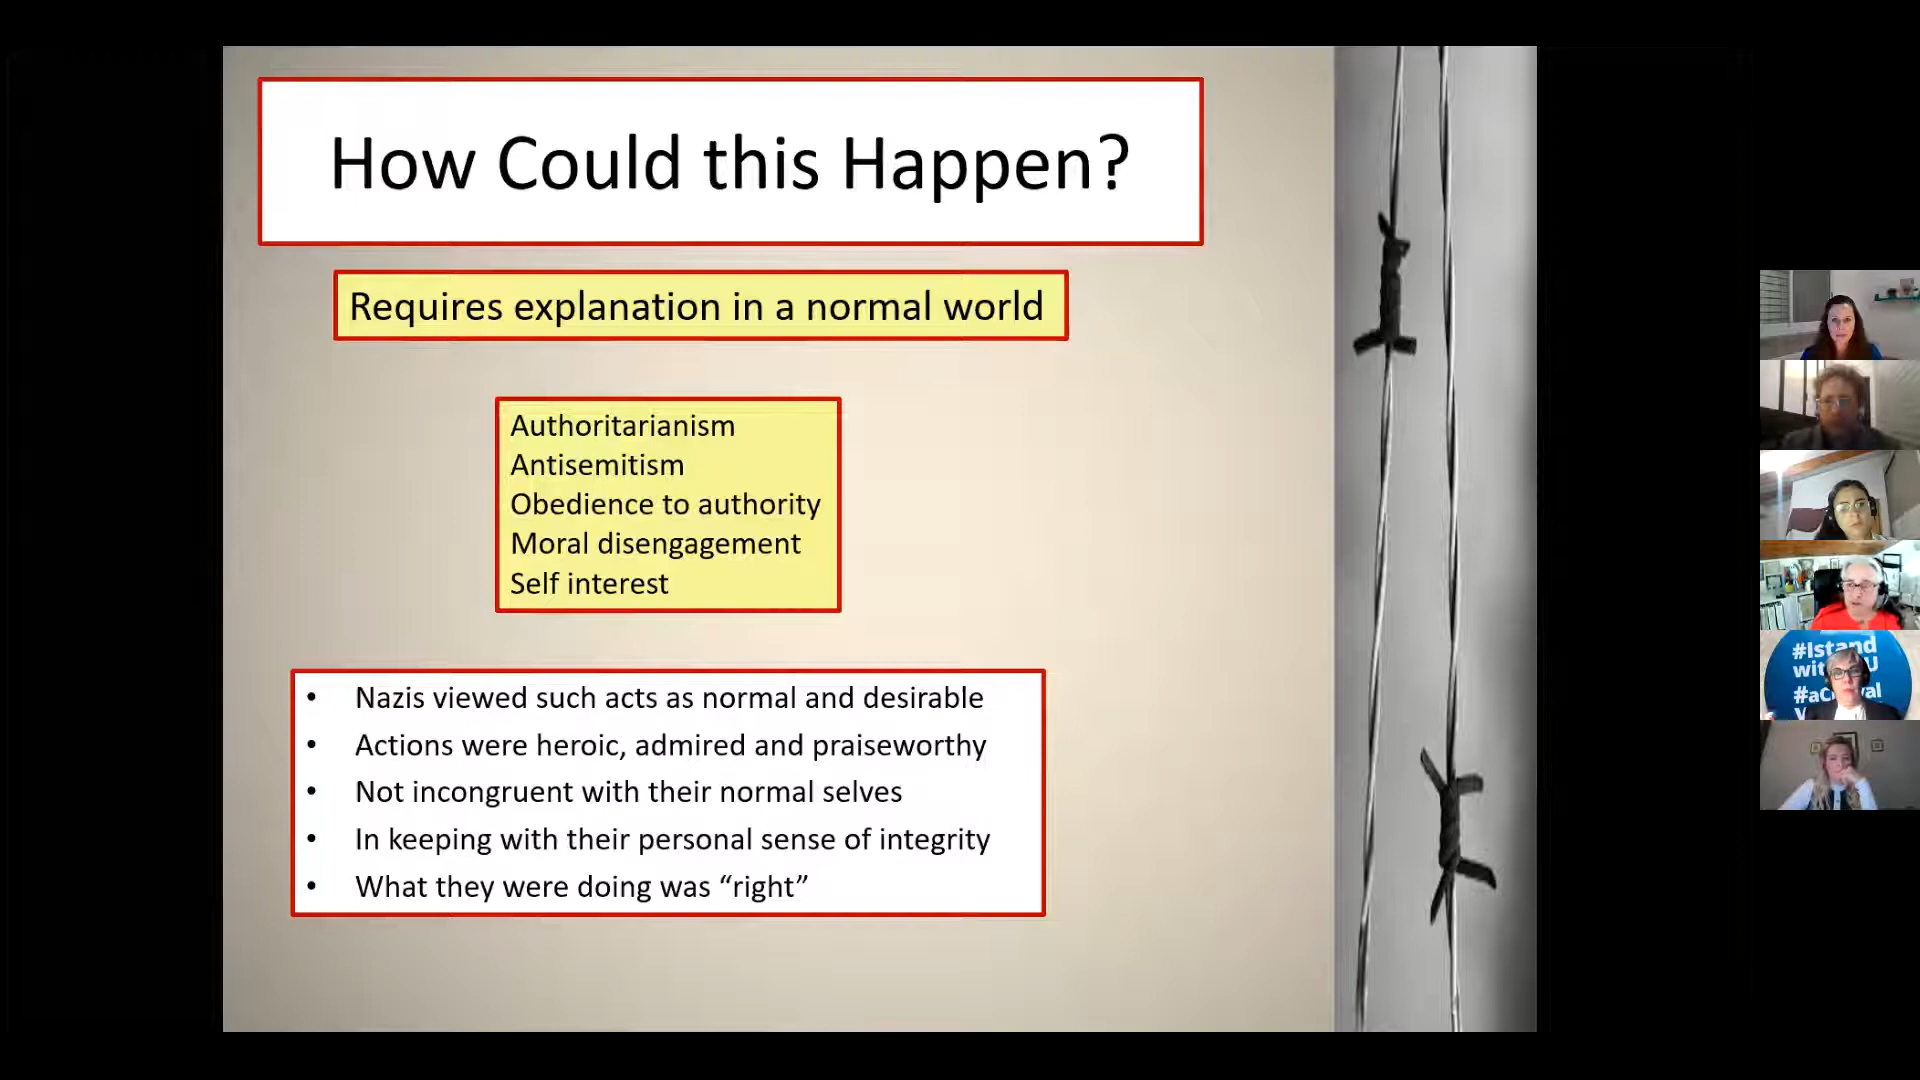 How Could this Happen?
Requires explanation in a normal world
Authoritarianism
Antisemitism
Obedience to authority
Moral disengagement
Self interest
• Nazis viewed such acts as normal and desirable
• Actions were heroic, admired and praiseworthy
• Not incongruent with their normal selves
• In keeping with their personal sense of integrity
• What they were doing was “right”
#Istand